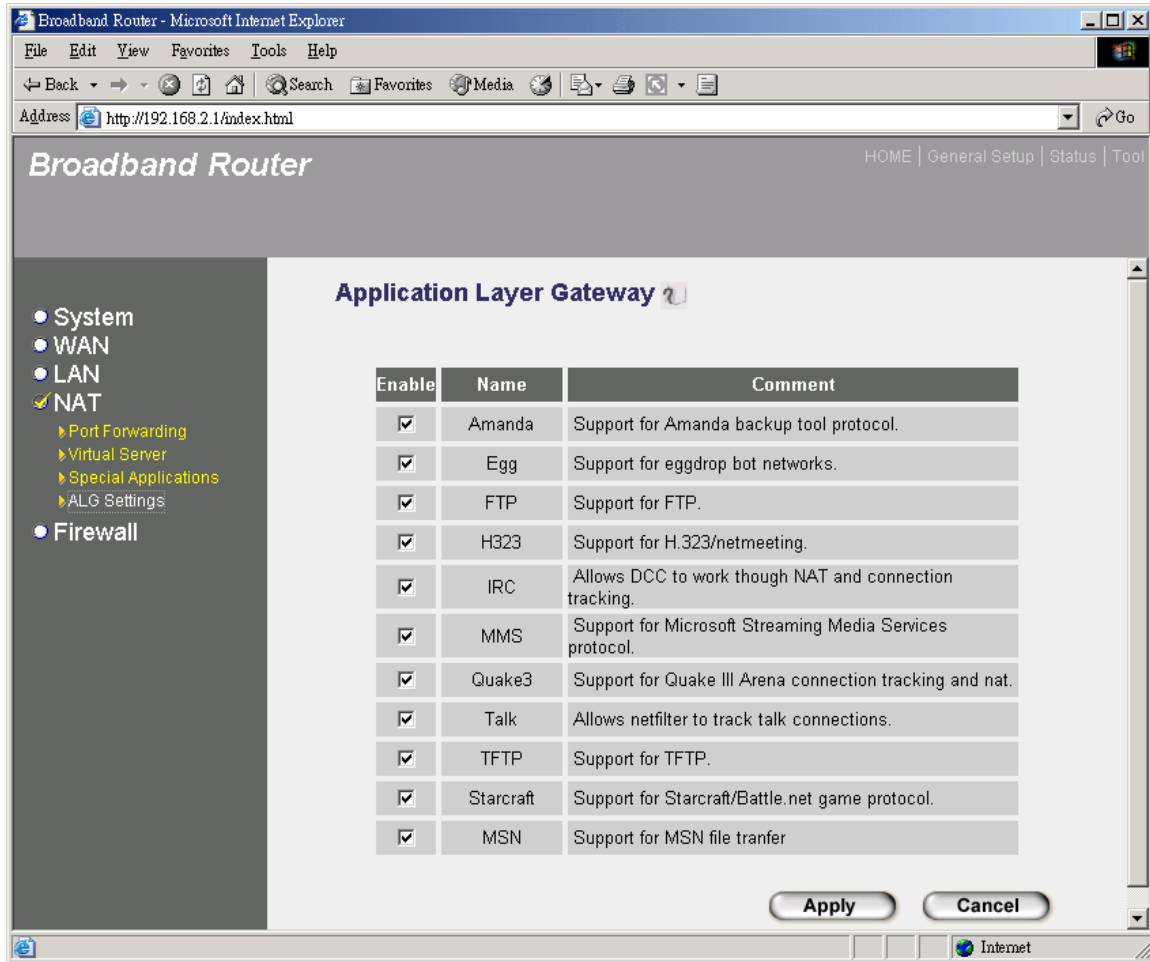 Broadband Router - Microsoft Internet Explorer
File Edit View Favorites Tools Help
Back Search Favorites Media
Address http://192.168.2.1/index.html Go
Broadband Router
HOME | General Setup | Status | Tool
System
WAN
LAN
NAT
Port Forwarding
Virtual Server
Special Applications
ALG Settings
Firewall
Application Layer Gateway
Enable Name Comment
Amanda Support for Amanda backup tool protocol.
Egg Support for eggdrop bot networks.
FTP Support for FTP.
H323 Support for H.323/netmeeting.
IRC Allows DCC to work though NAT and connection
tracking.
MMS Support for Microsoft Streaming Media Services
protocol.
Quake3 Support for Quake III Arena connection tracking and nat.
Talk Allows netfilter to track talk connections.
TFTP Support for TFTP.
Starcraft Support for Starcraft/Battle.net game protocol.
MSN Support for MSN file tranfer
Apply Cancel
Internet